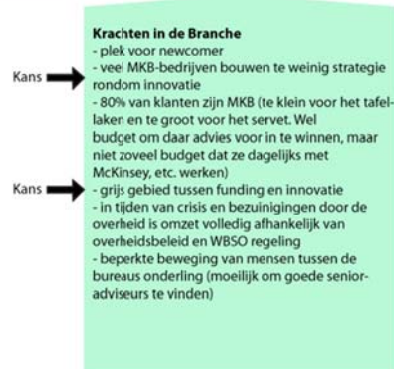 Krachten in de Branche
- plek voor newcomer
- veel MKB-bedrijven bouwen te weinig strategie
Kans
rondom innovatie
- 80% van klanten zijn MKB (te klein voor het tafel-
laken en te groot voor het servet. Wel
budget om daar advies voor in te winnen, maar
niet zoveel budget dat ze dagelijks met
McKinsey, etc. werken)
Kans
- grijs gebied tussen funding en innovatie
- in tijden van crisis en bezuinigingen door de
overheid is omzet volledig afhankelijk van
overheidsbeleid en WBSO regeling
- beperkte beweging van mensen tussen de
bureaus onderling (moeilijk om goede senior-
adviseurs te vinden)